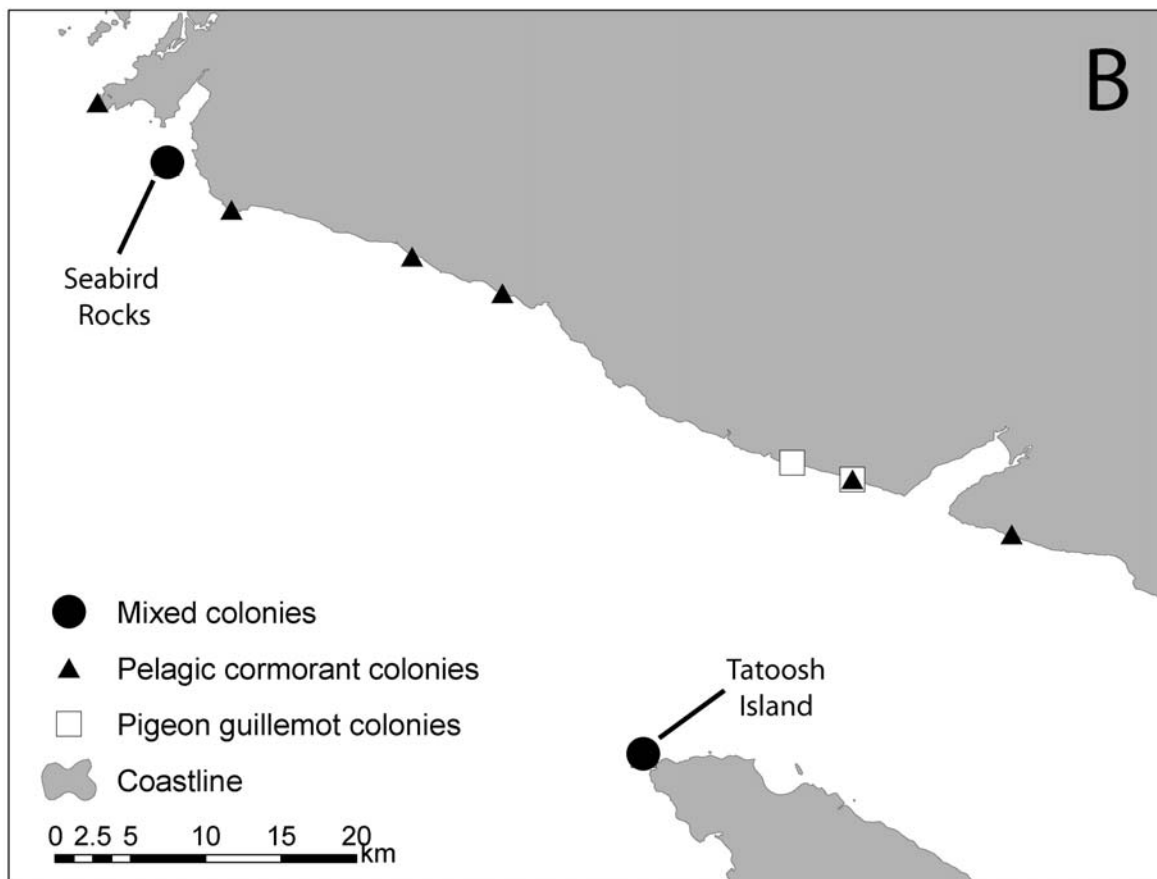 B
Seabird
Rocks
Mixed colonies
Pelagic cormorant colonies
Pigeon guillemot colonies
Coastline
Tatoosh
Island
0 2.5 5 10 15 20
km